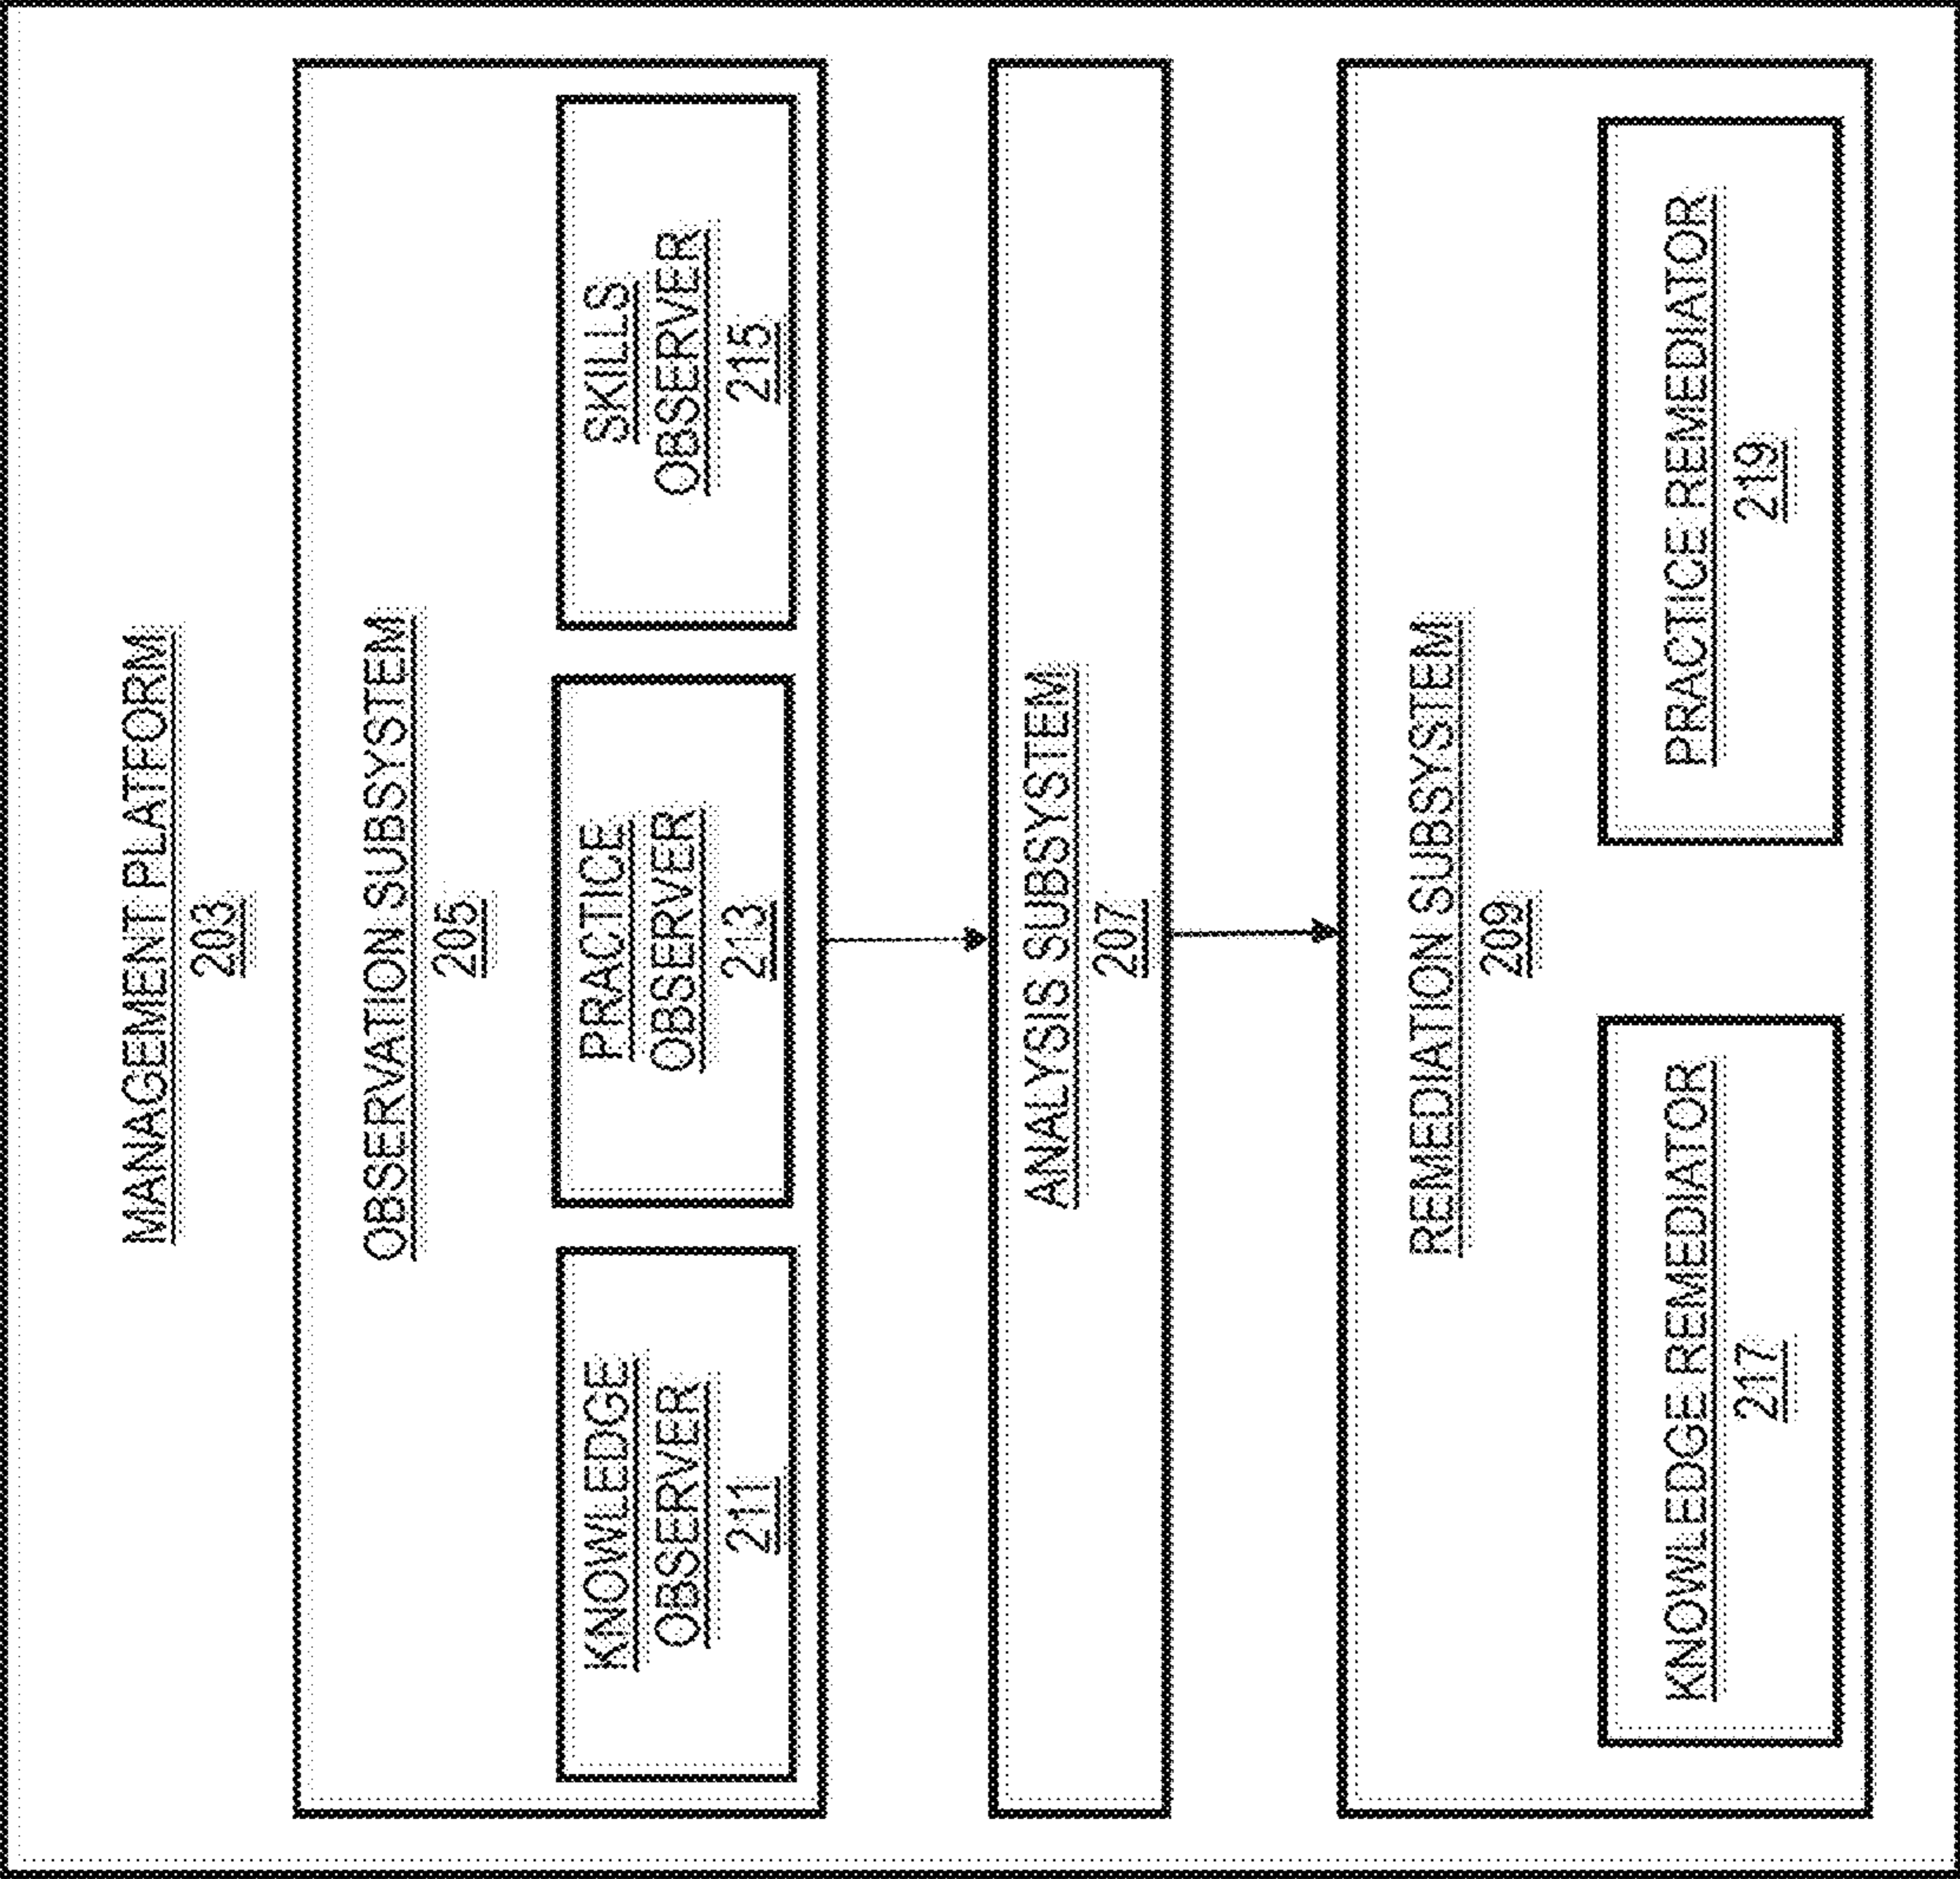 MANAGEMENT PLATFORM
203
OBSERVATION SUBSYSTEM
205
KNOWLEDGE
OBSERVER
211
PRACTICE
OBSERVER
213
SKILLS
OBSERVER
215
ANALYSIS SUBSYSTEM
207
REMEDIATION SUBSYSTEM
209
KNOWLEDGE REMEDIATOR
217
PRACTICE REMEDIATOR
219